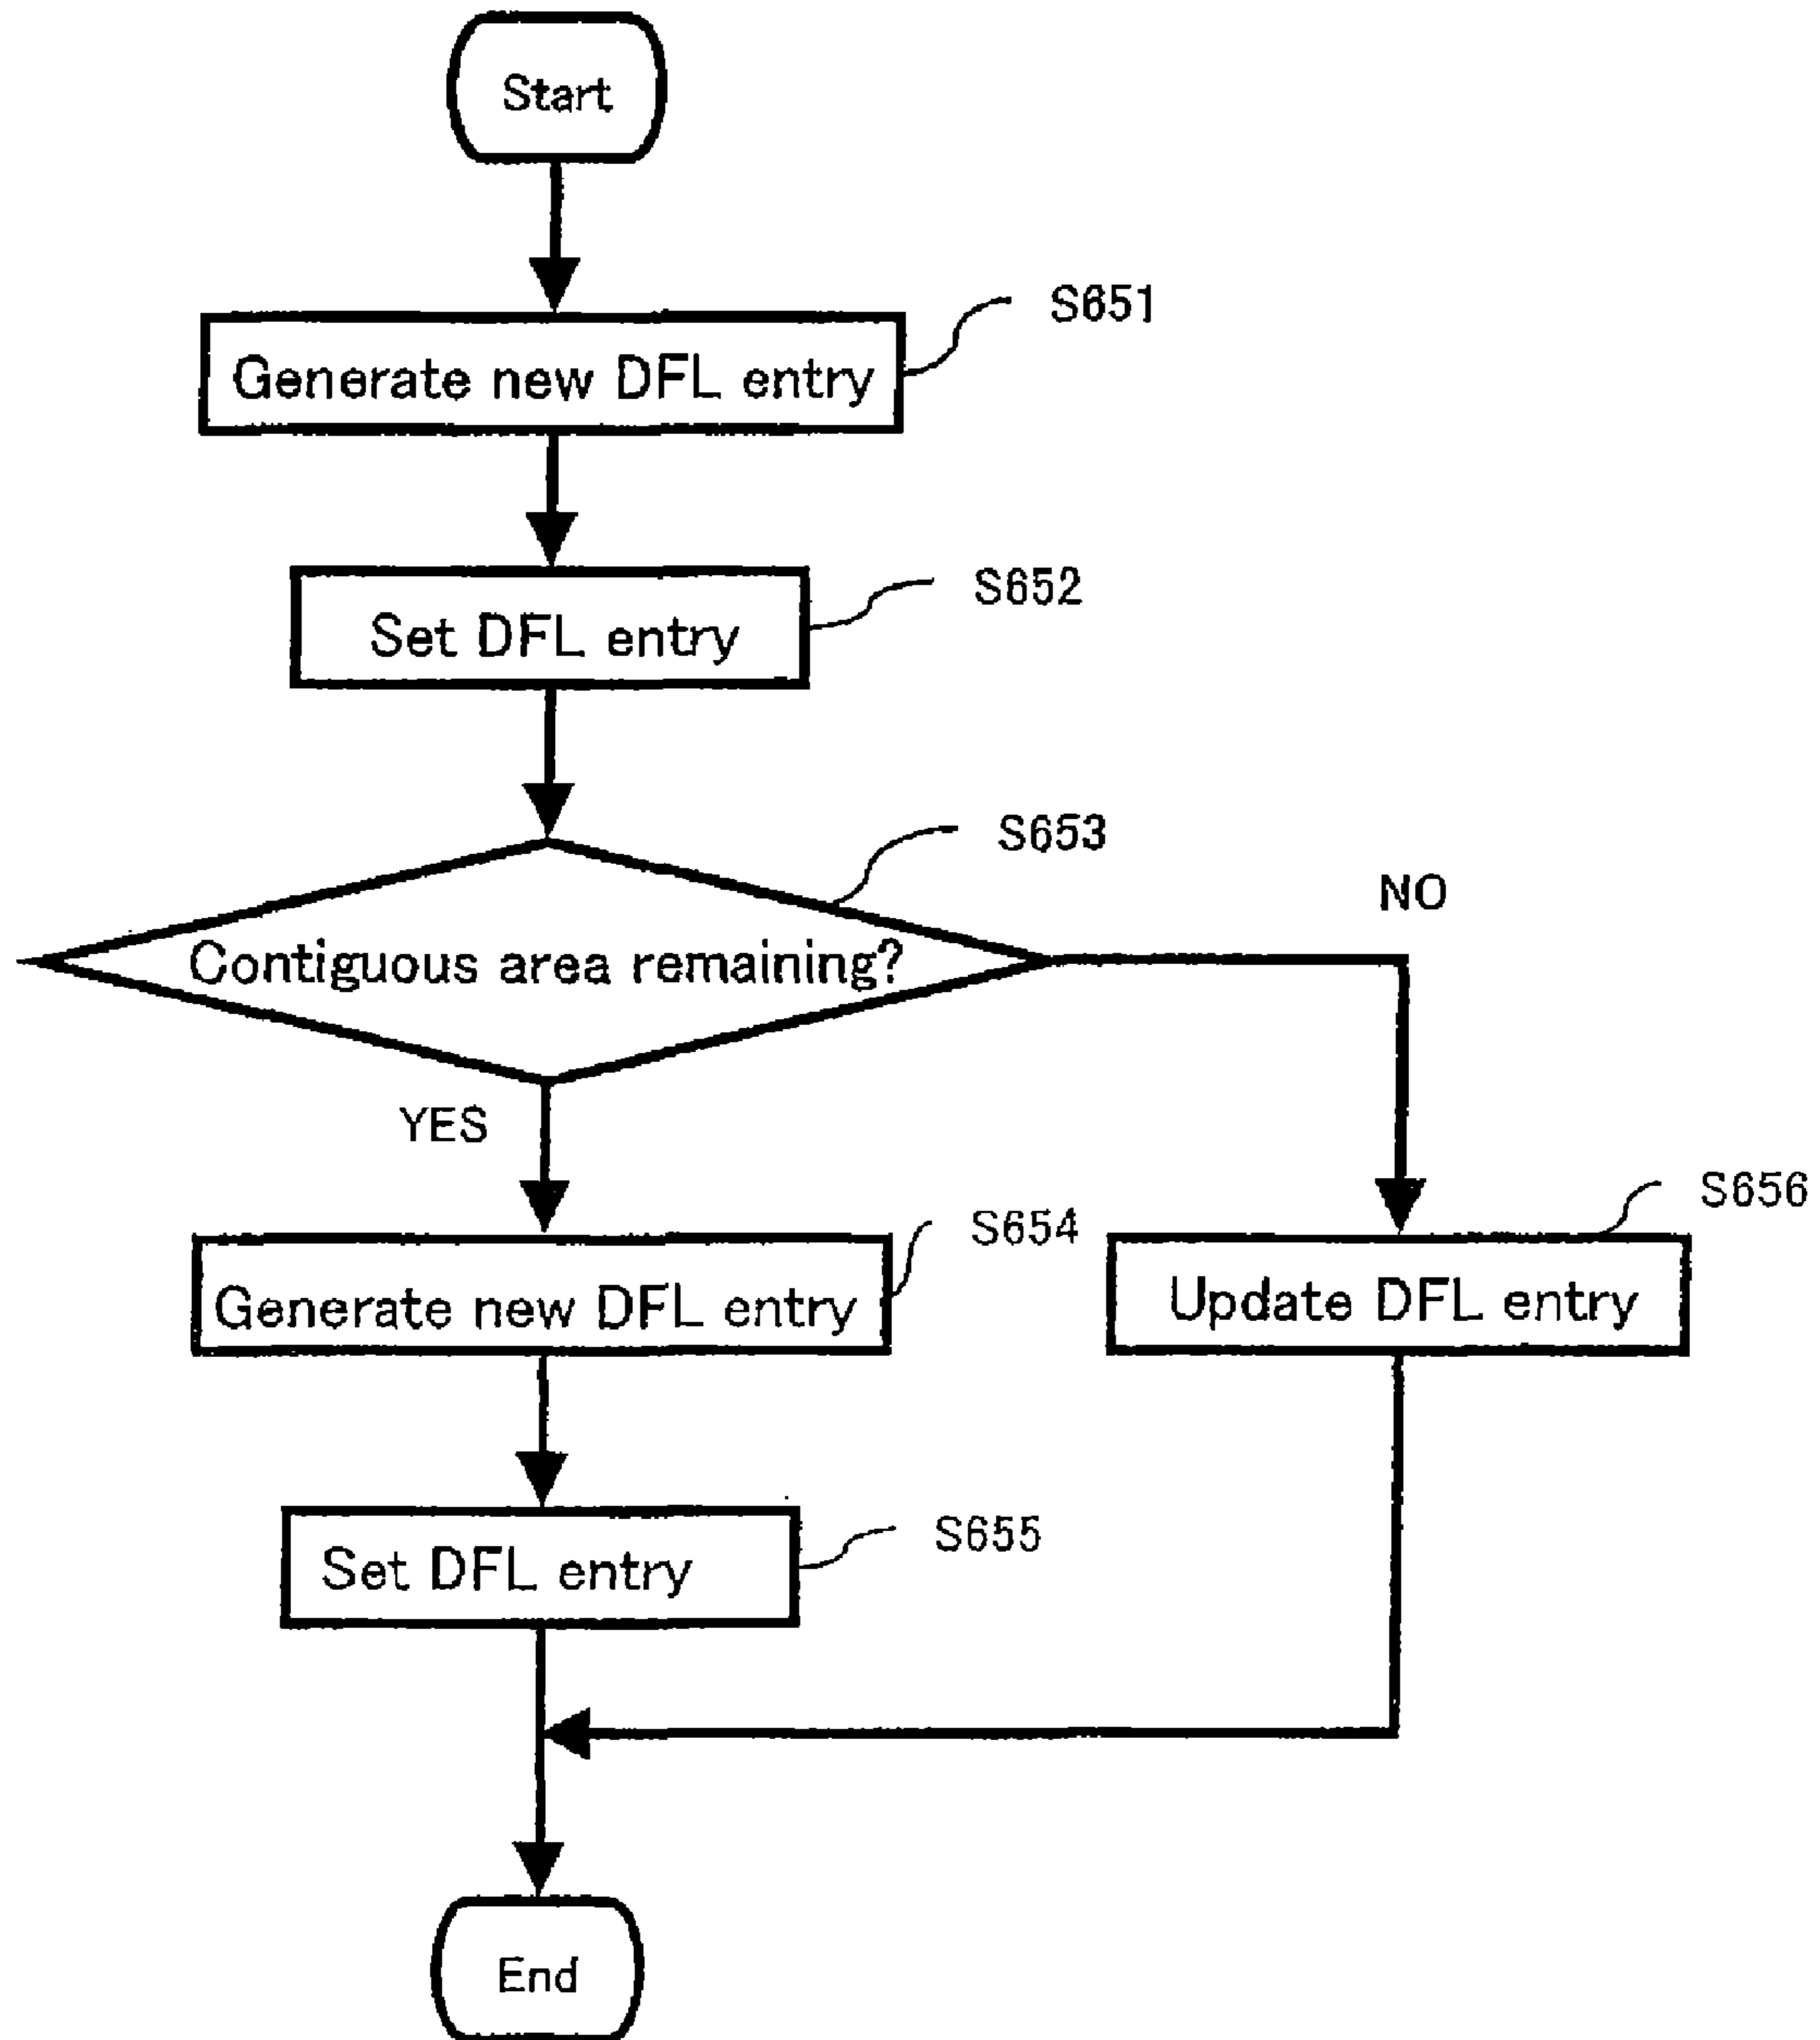 Start
S651
Generate new DFL entry
S652
Set DFL entry
S653
NO
Contiguous area remaining?
YES
S654
S656
Generate new DFL entry
Update DFL entry
S655
Set DFL entry
End